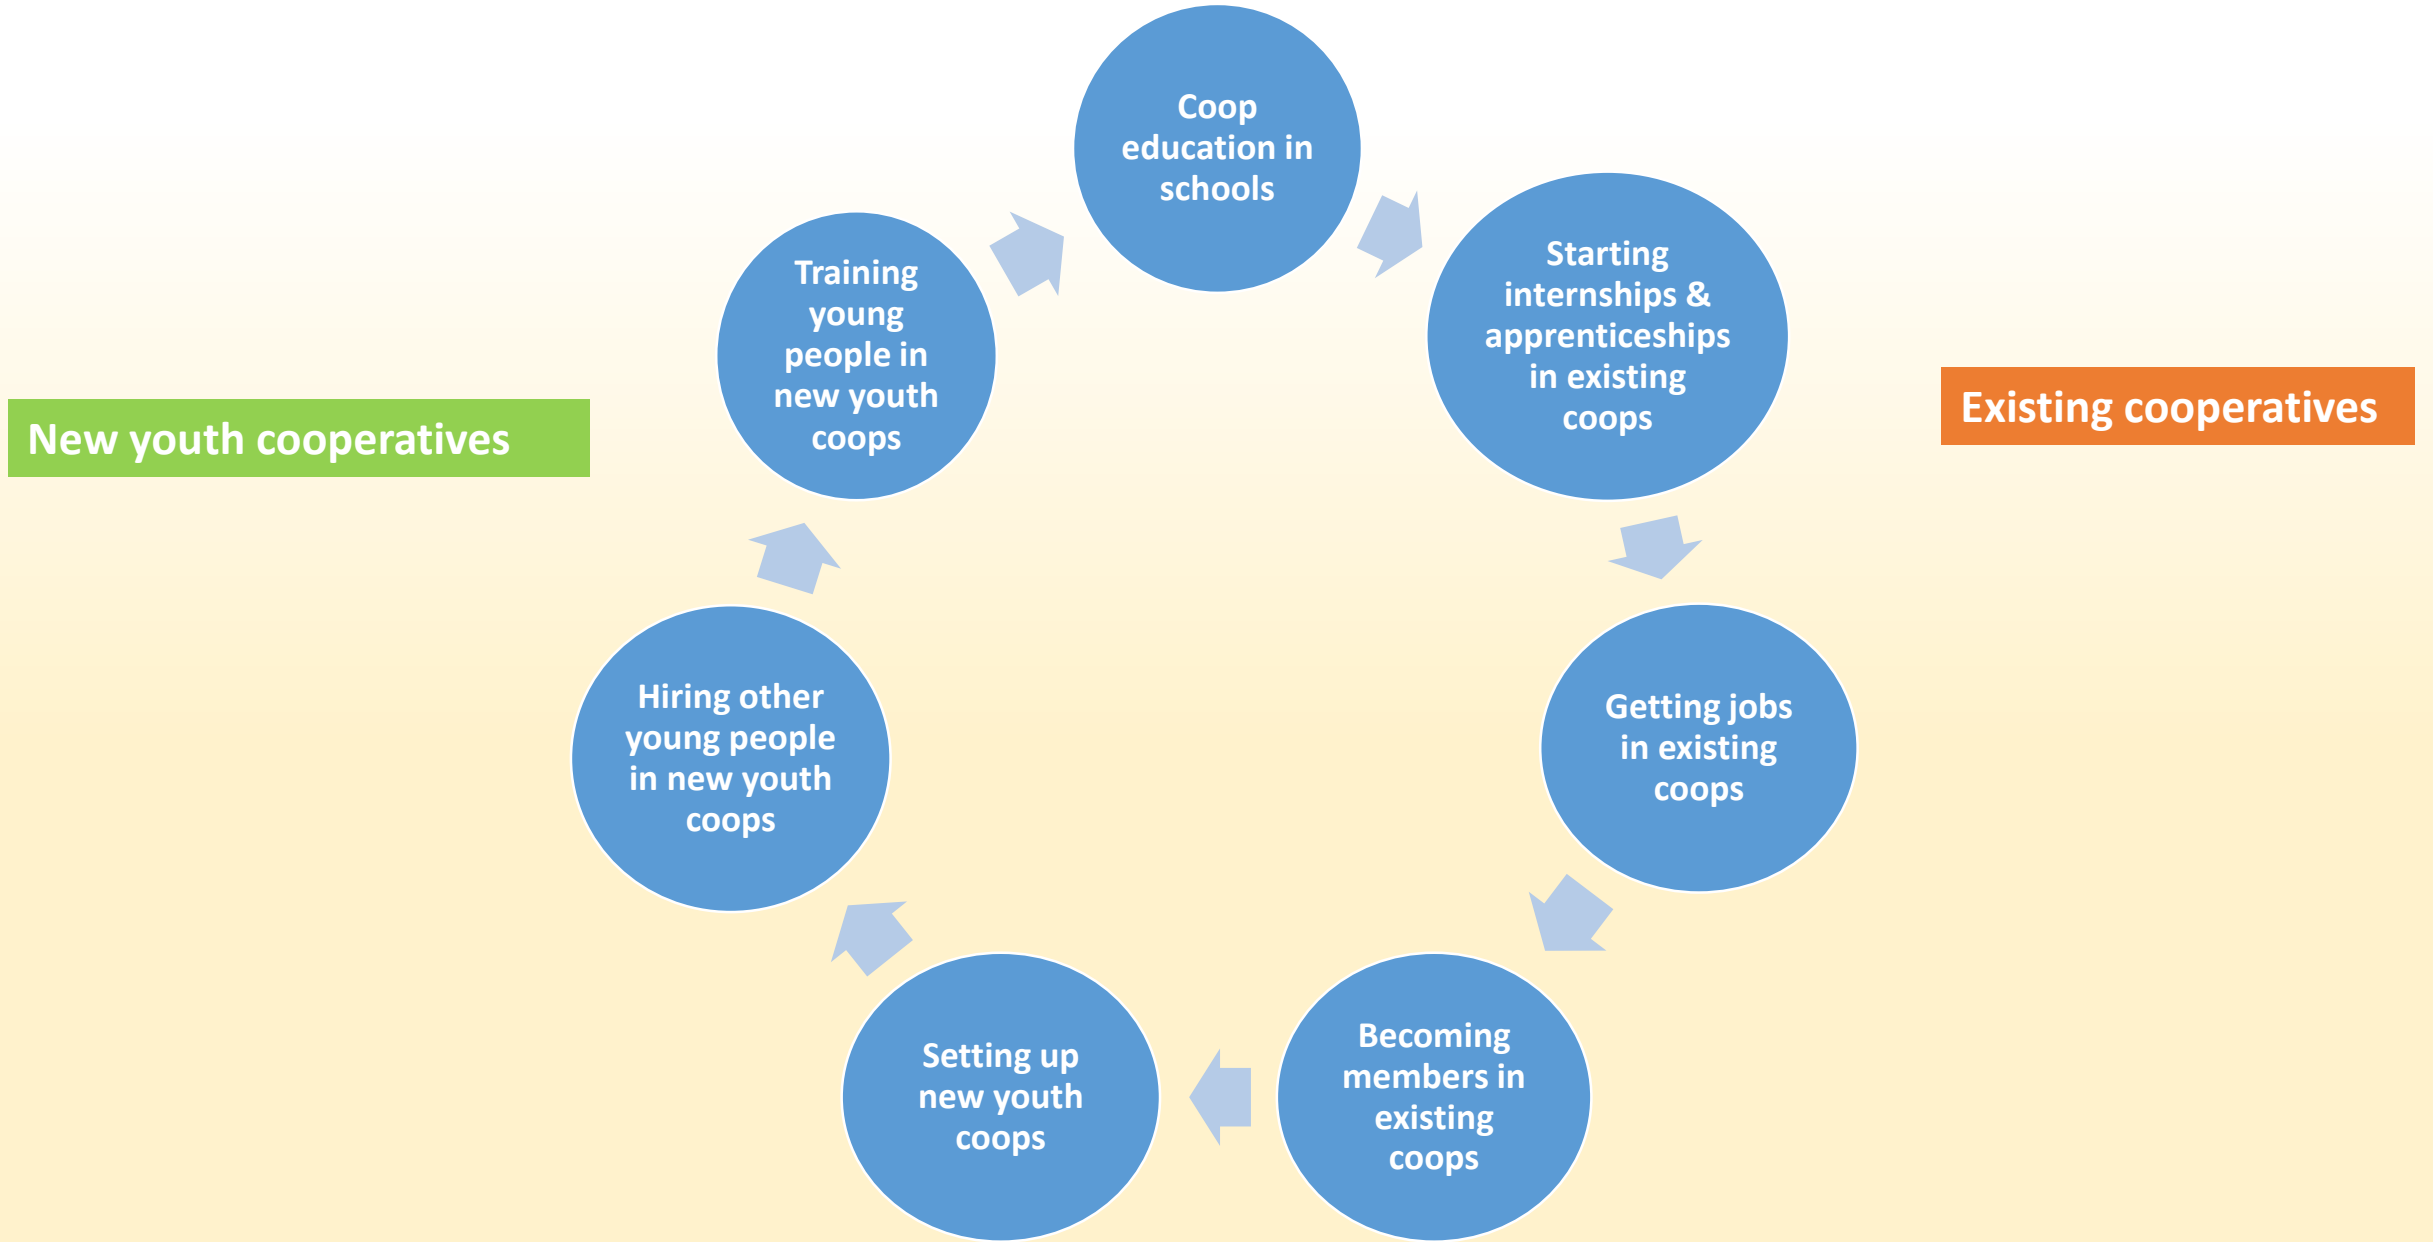 Coop
education in
schools
Starting
internships &
apprenticeships
in existing
coops
Existing cooperatives
Getting jobs
in existing
coops
Becoming
members in
existing
coops
Setting up
new youth
coops
Hiring other
young people
in new youth
coops
Training
young
people in
new youth
coops
New youth cooperatives